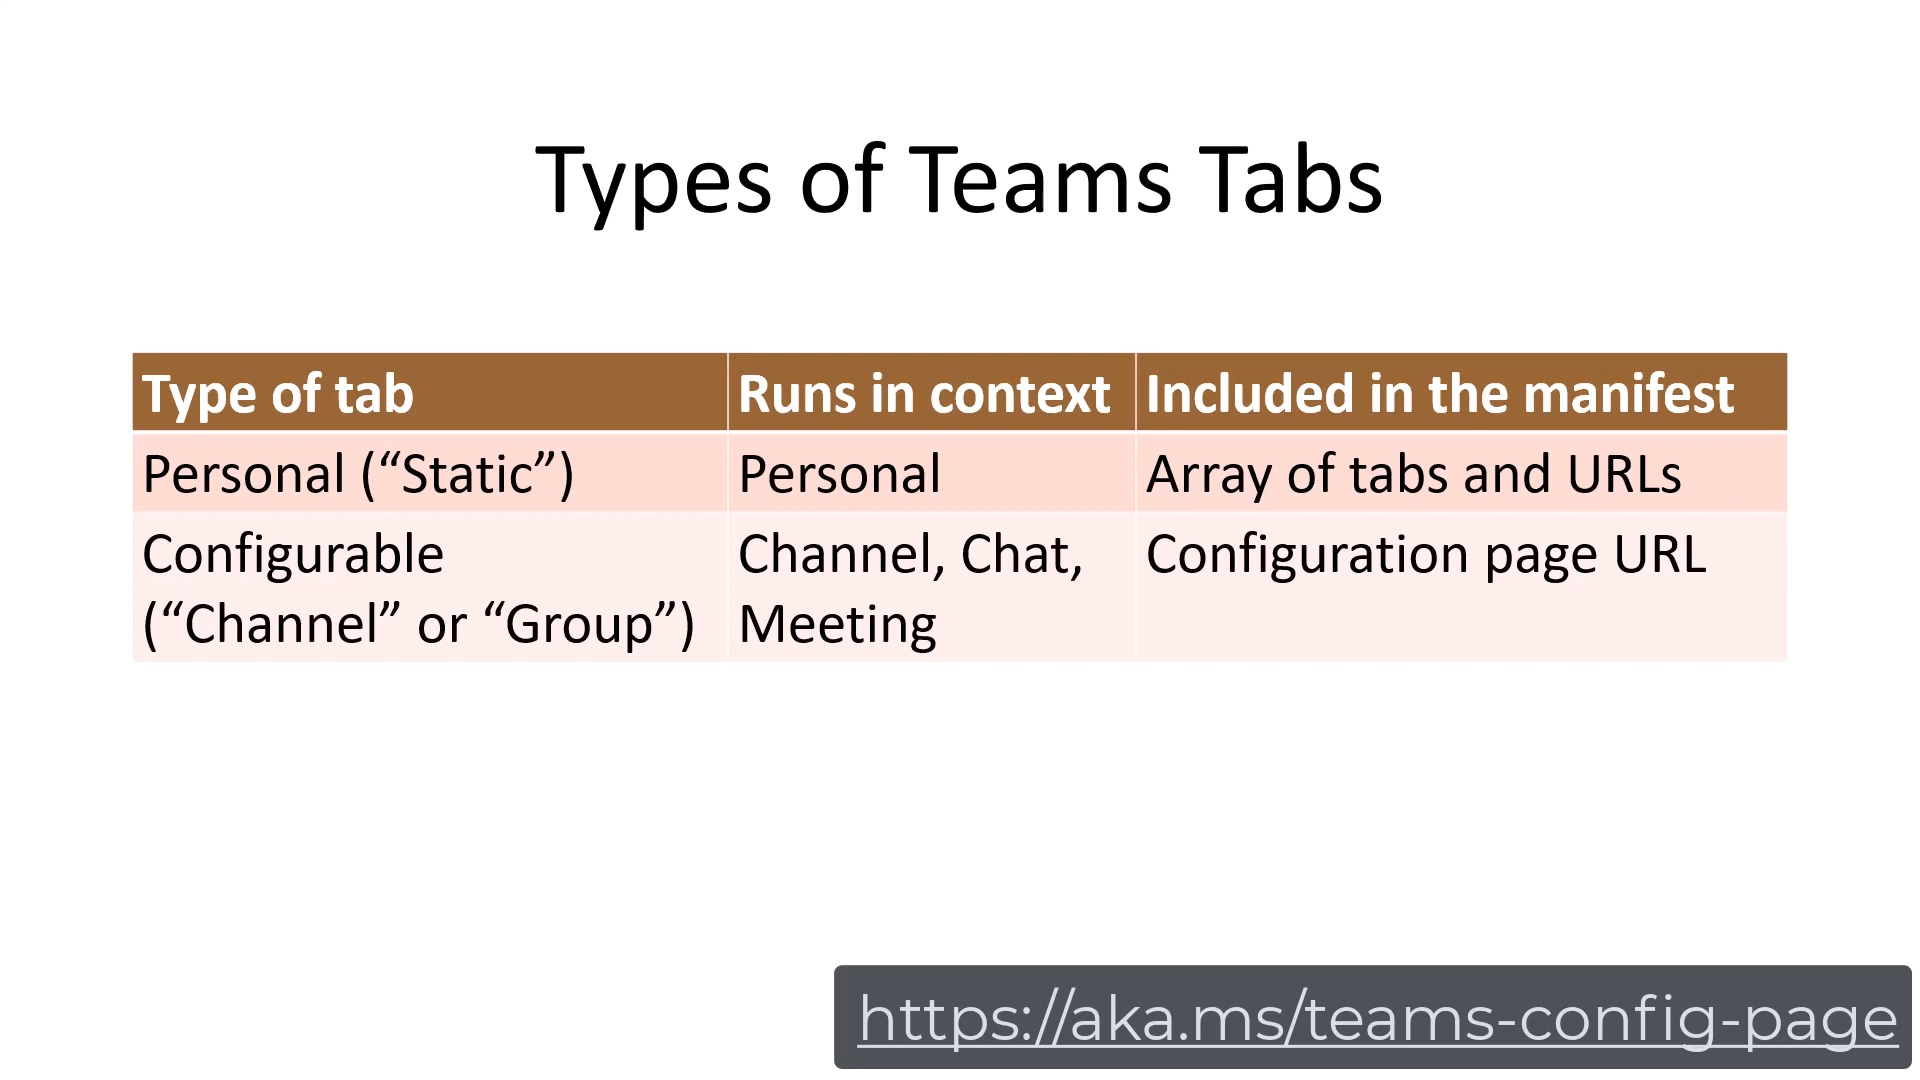 Types of Teams Tabs
Type of tab
Runs in context
Included in the manifest
Personal (“Static”)
Personal
Array of tabs and URLs
Configurable
(“Channel” or “Group”)
Channel, Chat,
Meeting
Configuration page URL
https://aka.ms/teams-config-page